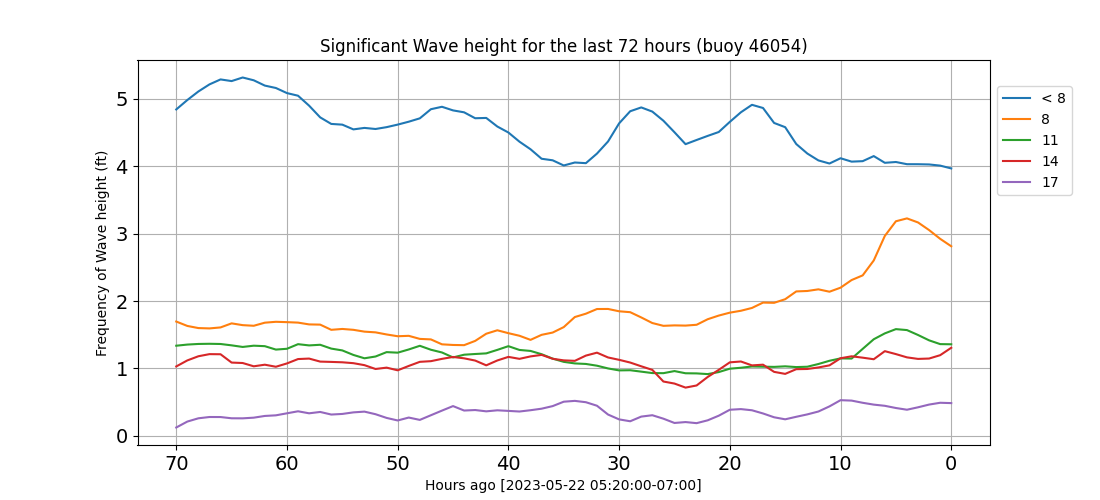 Significant Wave height for the last 72 hours (buoy 46054)
Frequency of Wave height (ft)
5
4
3
2
1
0
70 60 50 40 30 20 10 0
Hours ago [2023-05-22 05:20:00-07:00]
< 8
8
11
14
17